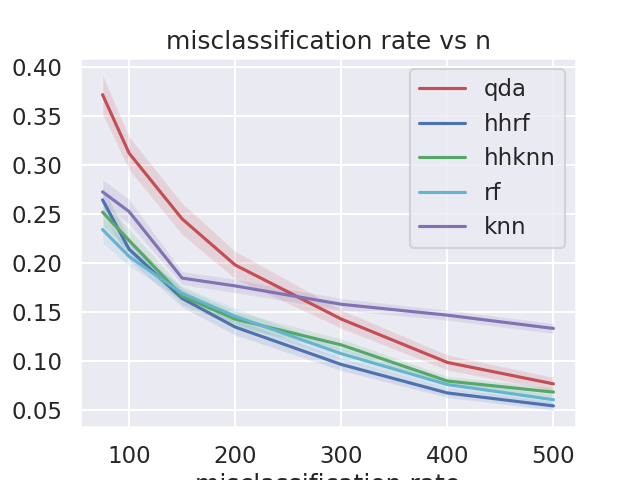 misclassification rate vs n
0.40
0.35
0.30
0.25
0.20
0.15
0.10
0.05
qda
hhrf
hhknn
rf
knn
100 200 300 400 500
misclassification rate